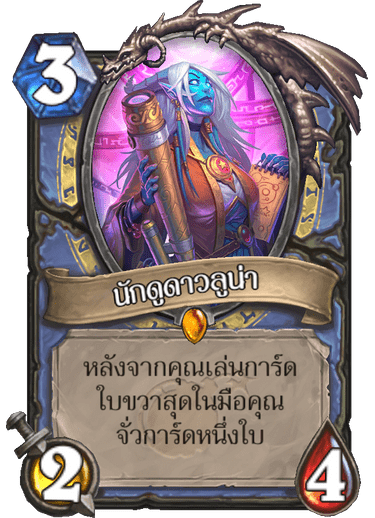 3
นักดูดาวลูน่า
หลังจากคุณเล่นการ์ด
ใบขวาสุดในมือคุณ
จั่วการ์ดหนึ่งใบ
2
4